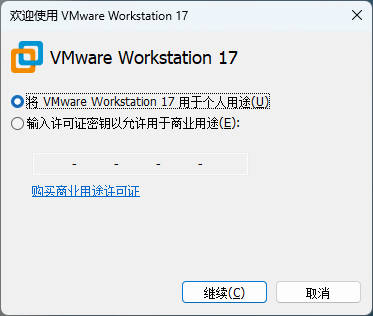 欢迎使用 VMware Workstation 17
VMware Workstation 17
将 VMware Workstation 17 用于个人用途(U)
输入许可证密钥以允许用于商业用途(E):
- - - -
购买商业用途许可证
继续(C) 取消